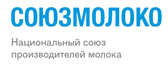 СОЮЗМОЛОКО
Национальный союз
производителей молока